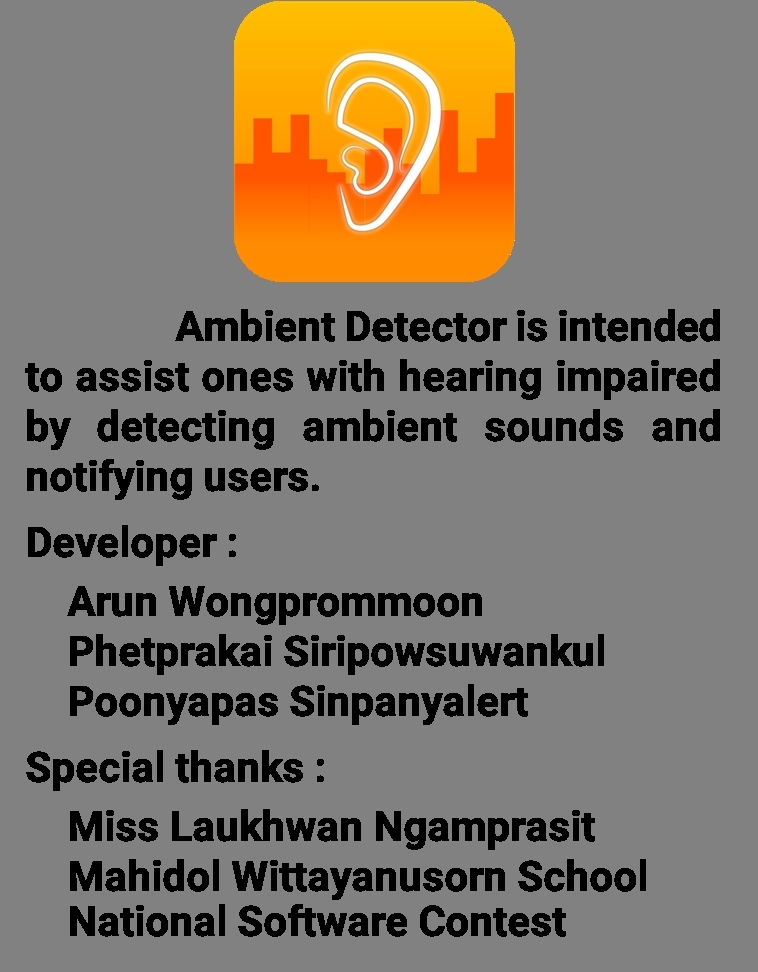 Ambient Detector is intended
to assist ones with hearing impaired
by detecting ambient sounds and
notifying users.
Developer :
Arun Wongprommoon
Phetprakai Siripowsuwankul
Poonyapas Sinpanyalert
Special thanks :
Miss Laukhwan Ngamprasit
Mahidol Wittayanusorn School
National Software Contest